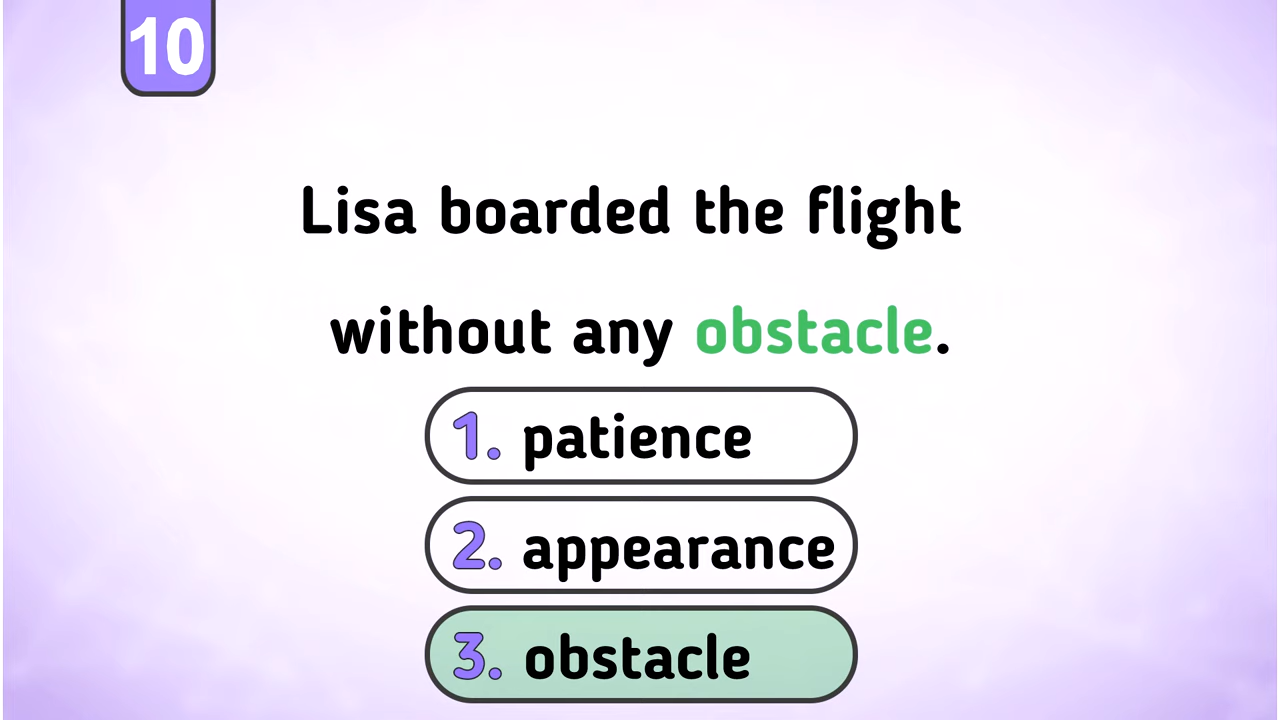 10
Lisa boarded the flight
without any obstacle.
1. patience
2. appearance
3. obstacle